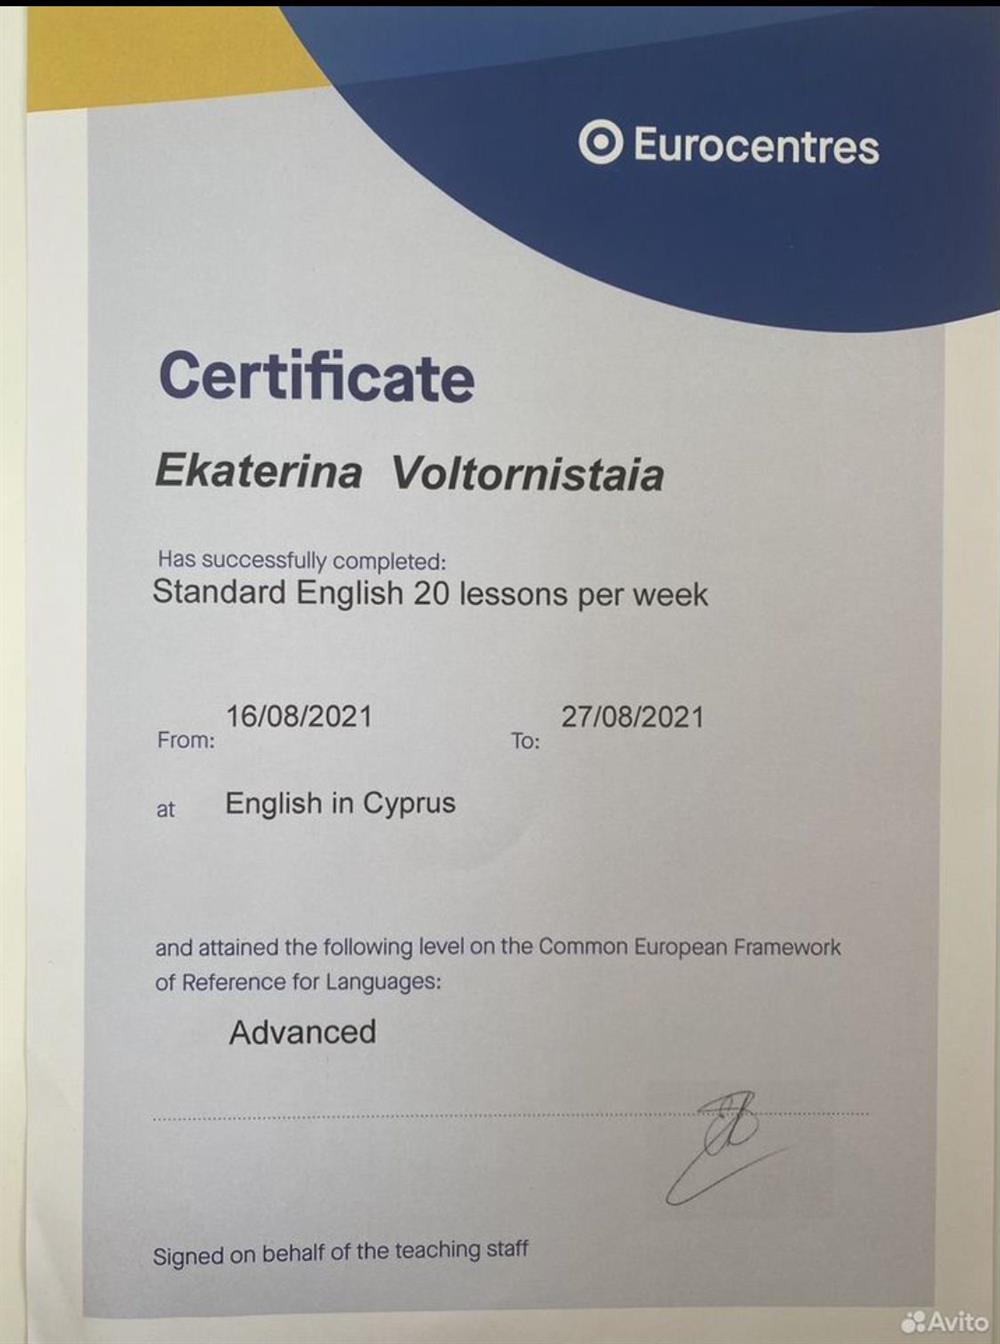 Eurocentres
Certificate
Ekaterina Voltornistaia
Has successfully completed:
Standard English 20 lessons per week
From: 16/08/2021 To: 27/08/2021
at English in Cyprus
and attained the following level on the Common European Framework
of Reference for Languages:
Advanced
Signed on behalf of the teaching staff
Avito